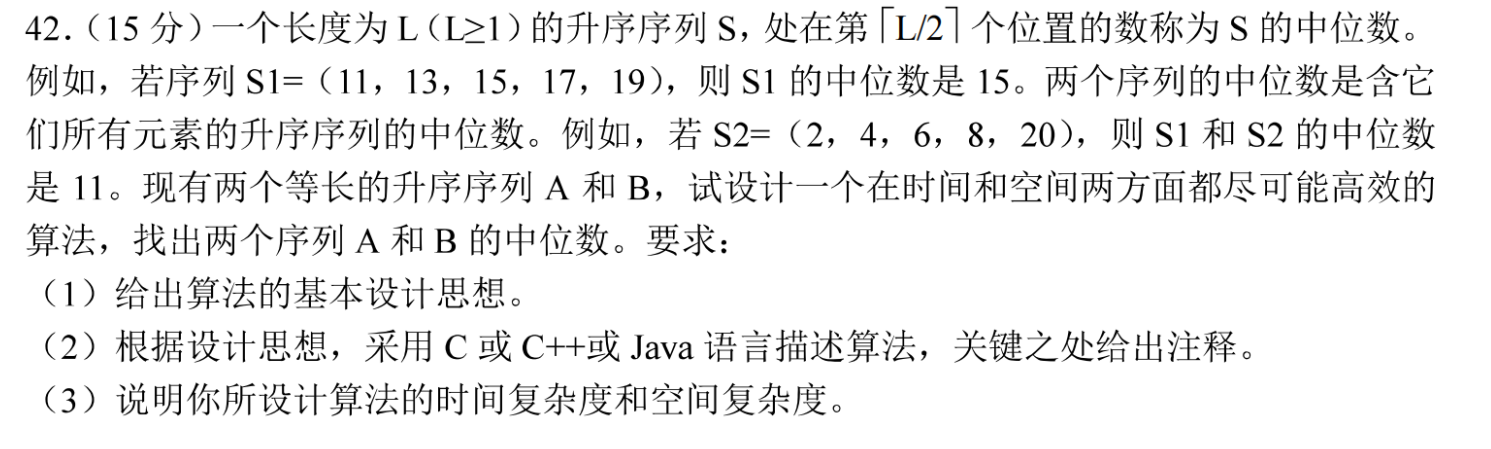 42.（15 分）一个长度为 L（L≥1）的升序序列 S，处在第⌈L/2⌉个位置的数称为 S 的中位数。
例如，若序列 S1=（11，13，15，17，19），则 S1 的中位数是 15。两个序列的中位数是含它
们所有元素的升序序列的中位数。例如，若 S2=（2，4，6，8，20），则 S1 和 S2 的中位数
是 11。现有两个等长的升序序列 A 和 B，试设计一个在时间和空间两方面都尽可能高效的
算法，找出两个序列 A 和 B 的中位数。要求：
（1）给出算法的基本设计思想。
（2）根据设计思想，采用 C 或 C++或 Java 语言描述算法，关键之处给出注释。
（3）说明你所设计算法的时间复杂度和空间复杂度。